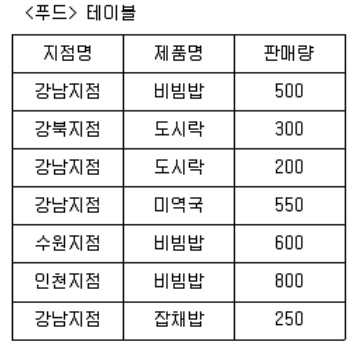 <푸드> 테이블
지점명 제품명 판매량
강남지점 비빔밥 500
강북지점 도시락 300
강남지점 도시락 200
강남지점 미역국 550
수원지점 비빔밥 600
인천지점 비빔밥 800
강남지점 잡채밥 250